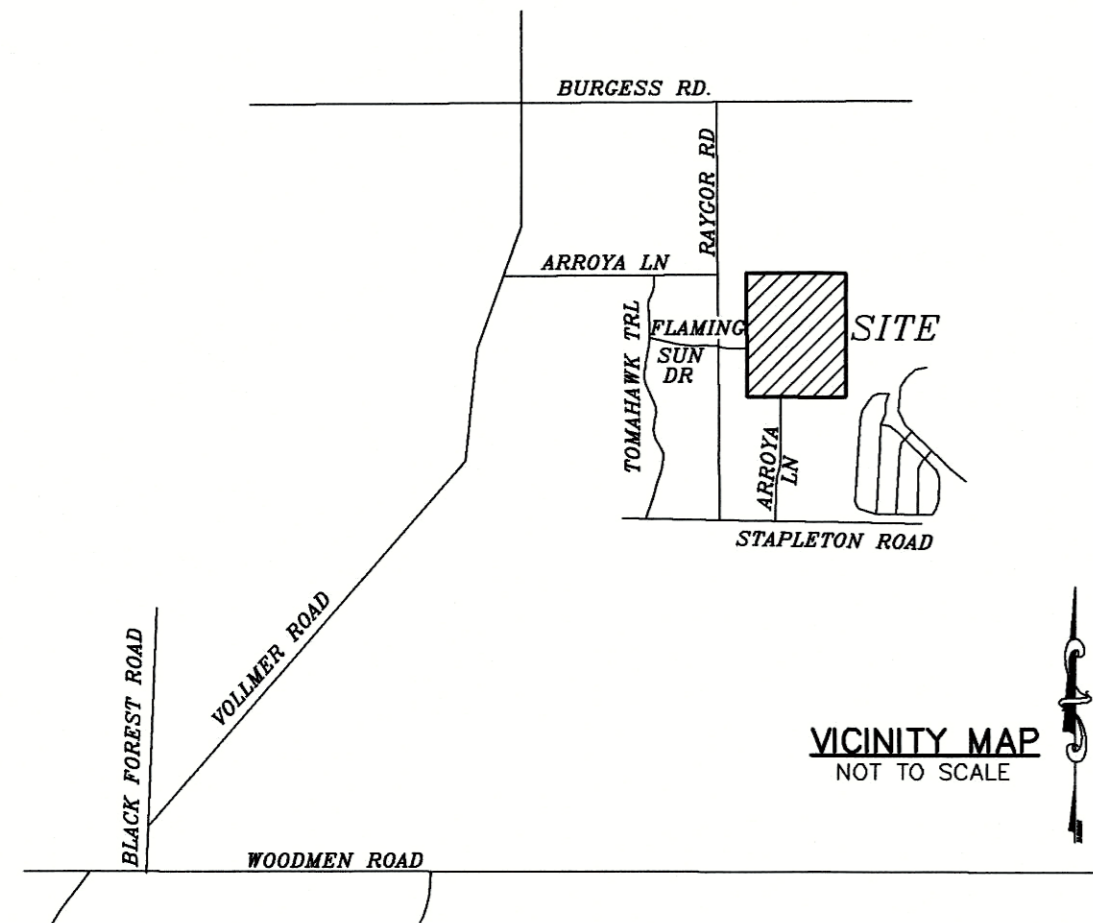 BURGESS RD.
RAYGOR RD
ARROYA LN
TOMAHAWK TRL
FLAMING
SUN
DR
SITE
ARROYA
LN
STAPLETON ROAD
VOLLMER ROAD
BLACK FOREST ROAD
VICINITY MAP
NOT TO SCALE
WOODMEN ROAD